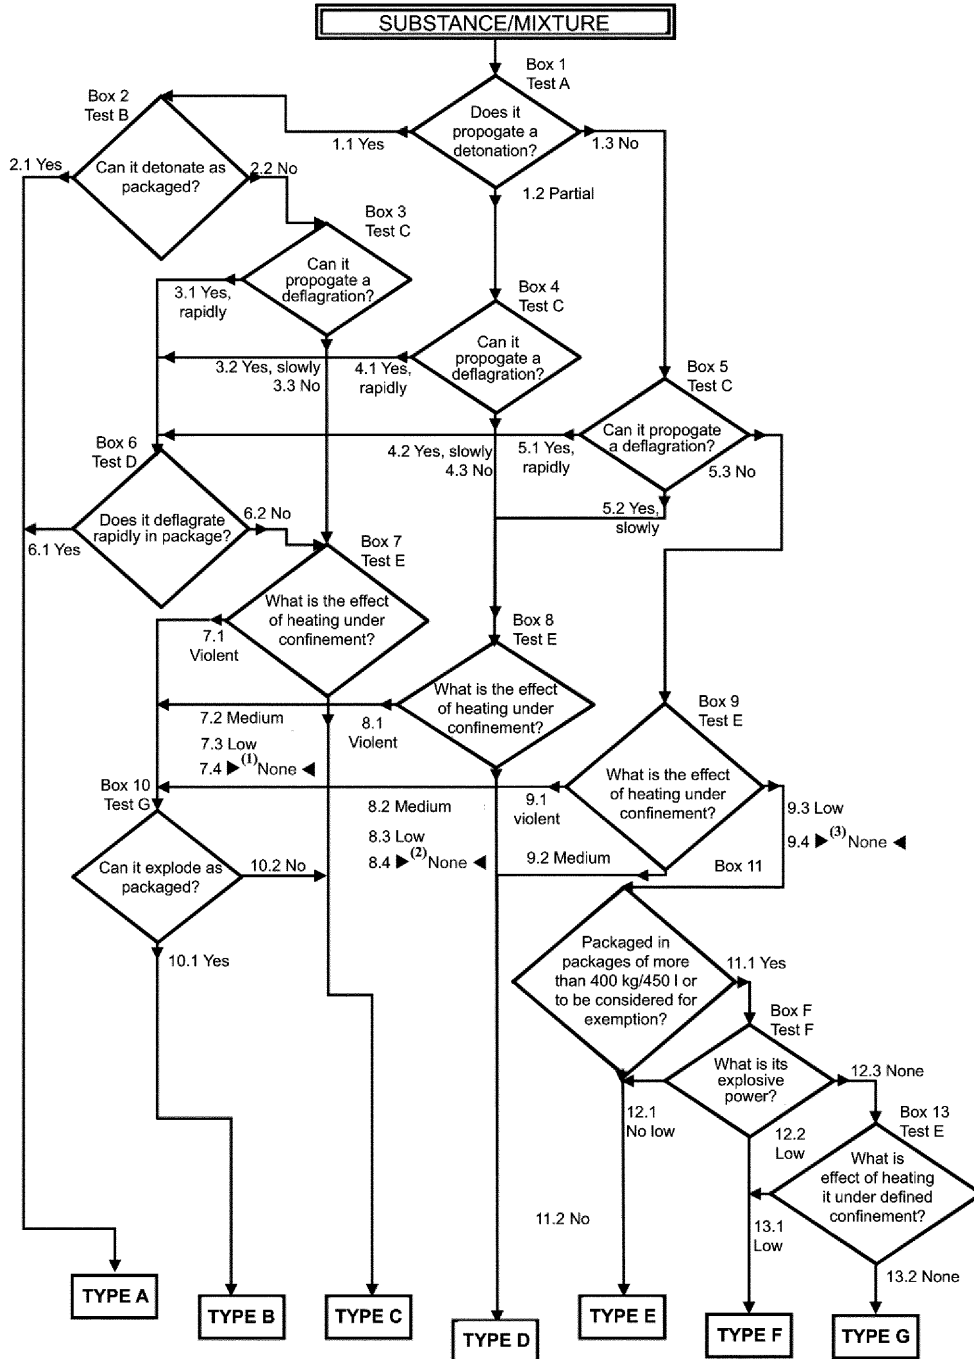 SUBSTANCE/MIXTURE
Box 1
Test A
Does it
propogate a
detonation?
1.1 Yes
1.3 No
1.2 Partial
Box 2
Test B
Can it detonate as
packaged?
2.1 Yes
2.2 No
Box 3
Test C
Can it
propogate a
deflagration?
3.1 Yes,
rapidly
3.2 Yes, slowly
3.3 No
Box 4
Test C
Can it
propogate a
deflagration?
4.1 Yes,
rapidly
4.2 Yes, slowly
4.3 No
Box 5
Test C
Can it propogate
a deflagration?
5.1 Yes,
rapidly
5.3 No
5.2 Yes,
slowly
Box 6
Test D
Does it deflagrate
rapidly in package?
6.1 Yes
6.2 No
Box 7
Test E
What is the effect
of heating under
confinement?
7.1
Violent
7.2 Medium
7.3 Low
7.4 ►(1) None ◄
Box 8
Test E
What is the effect
of heating under
confinement?
8.1
Violent
8.2 Medium
8.3 Low
8.4 ►(2) None ◄
Box 9
Test E
What is the effect
of heating under
confinement?
9.1
violent
9.2 Medium
9.3 Low
9.4 ►(3) None ◄
Box 10
Test G
Can it explode as
packaged?
10.2 No
10.1 Yes
Box 11
Packaged in
packages of more
than 400 kg/450 l or
to be considered for
exemption?
11.1 Yes
11.2 No
Box F
Test F
What is its
explosive
power?
12.1
No low
12.2
Low
12.3 None
Box 13
Test E
What is
effect of heating
it under defined
confinement?
13.1
Low
13.2 None
TYPE A
TYPE B
TYPE C
TYPE D
TYPE E
TYPE F
TYPE G